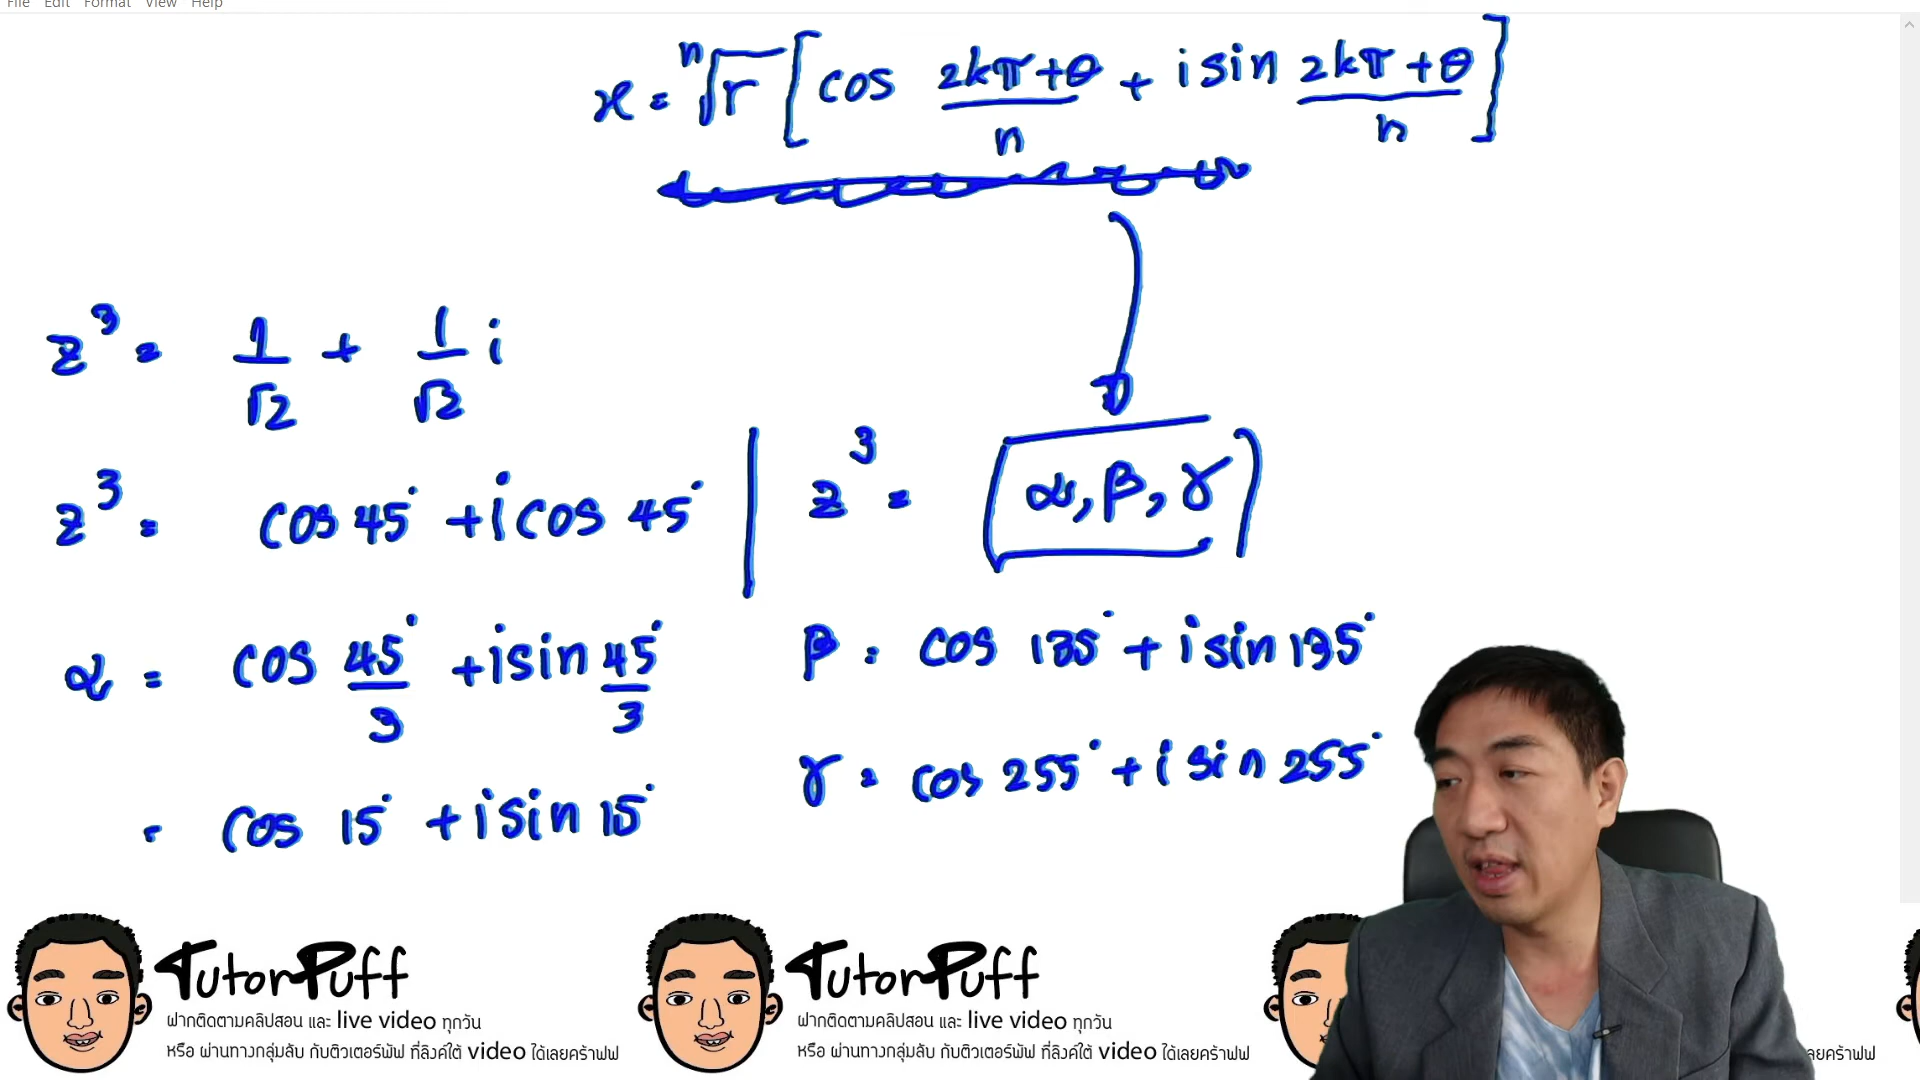 File Edit Format View Help
x = ⁿ√r [cos (2kπ+θ)/n + i sin (2kπ+θ)/n]
z³ = 1/√2 + 1/√2 i
z³ = cos 45° + i cos 45°
z³ = α, β, γ
α = cos 45°/3 + i sin 45°/3
= cos 15° + i sin 15°
β = cos 135° + i sin 135°
γ = cos 255° + i sin 255°
TutorPuff
ฝากติดตามคลิปสอน และ live video ทุกวัน
หรือ ผ่านทางกลุ่มลับ กับติวเตอร์พัฟ ที่ลิงค์ใต้ video ได้เลยคร้าฟฟ
TutorPuff
ฝากติดตามคลิปสอน และ live video ทุกวัน
หรือ ผ่านทางกลุ่มลับ กับติวเตอร์พัฟ ที่ลิงค์ใต้ video ได้เลยคร้าฟฟ
ลยคร้าฟฟ